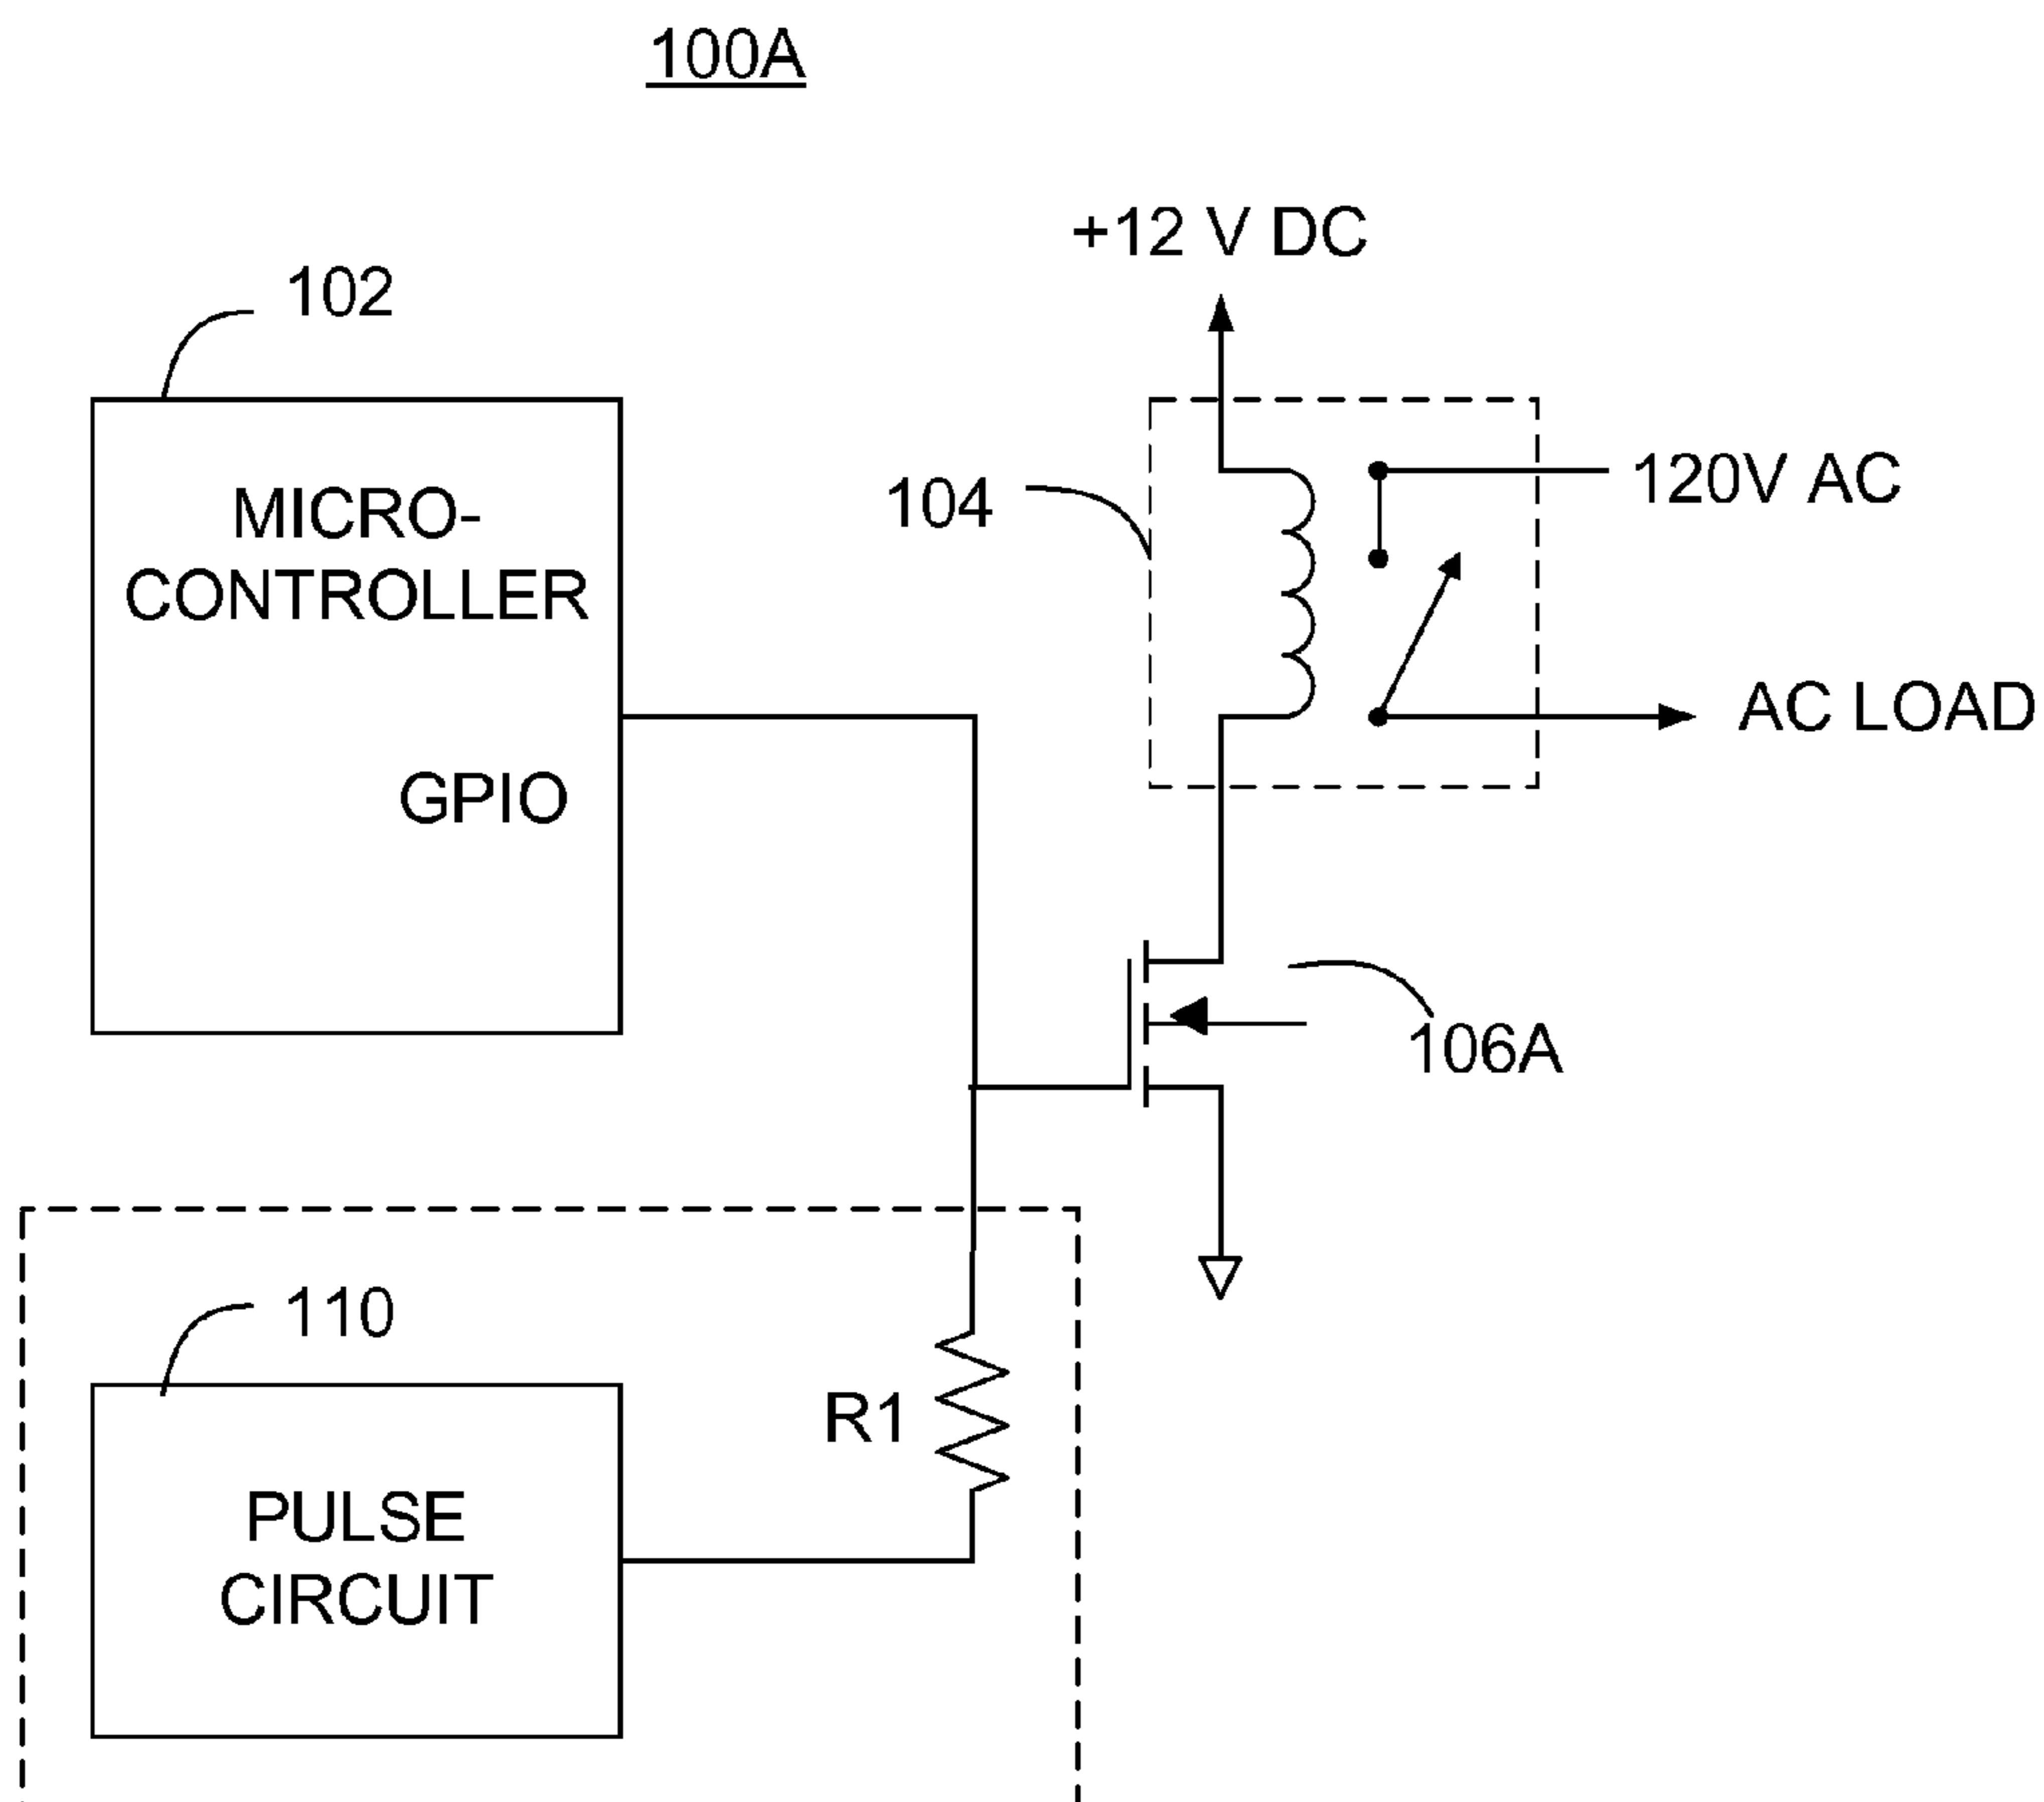 100A
+12 V DC
102
MICRO-
CONTROLLER
GPIO
104
120V AC
AC LOAD
106A
110
R1
PULSE
CIRCUIT